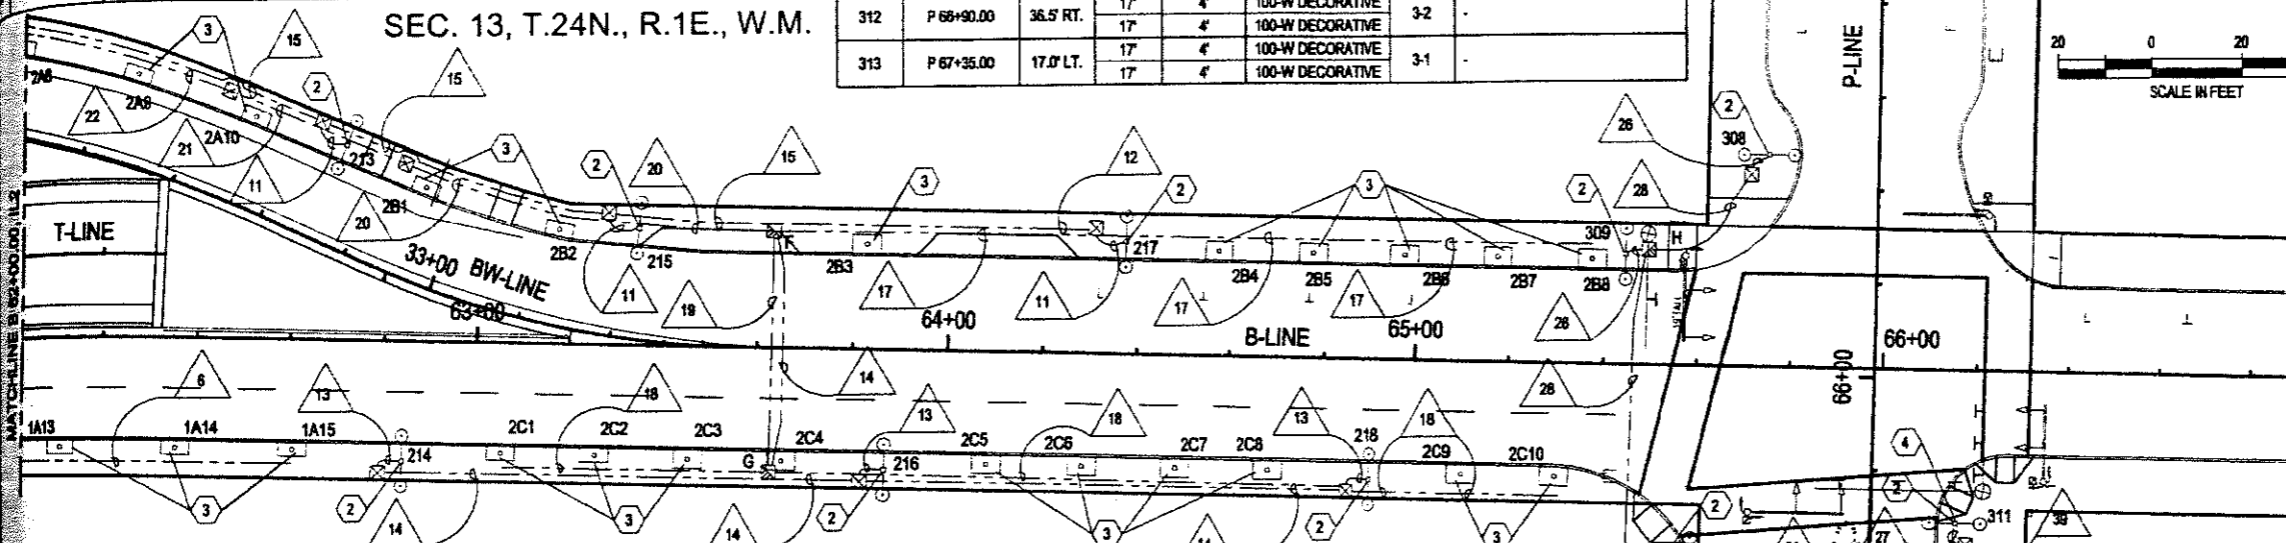 SEC. 13, T.24N., R.1E., W.M.
17' 4' 100-W DECORATIVE
312 P 66+90.00 36.5' RT. 17' 4' 100-W DECORATIVE 3-2 -
17' 4' 100-W DECORATIVE
313 P 67+35.00 17.0' LT. 17' 4' 100-W DECORATIVE 3-1 -
P-LINE
20 0 20
SCALE IN FEET
3 15 2 15 3 2 20 15 3 12 2 3 2 28 26 2 308
2A8 2A9 2A10 213 2B1 2B2 215 F 2B3 217 2B4 2B5 2B6 2B7 2B8 309 H
22 21 11 20 11 19 17 11 17 17 26
T-LINE
33+00 BW-LINE
63+00 64+00 B-LINE 65+00 66+00
66+00
MATCHLINE B 62+00.00 IL2
6 13 18 14 13 18 13 18 28
1A13 1A14 1A15 214 2C1 2C2 2C3 G 2C4 216 2C5 2C6 2C7 2C8 218 2C9 2C10
4 2 311
3 2 14 3 14 2 3 14 2 3 2 27 39